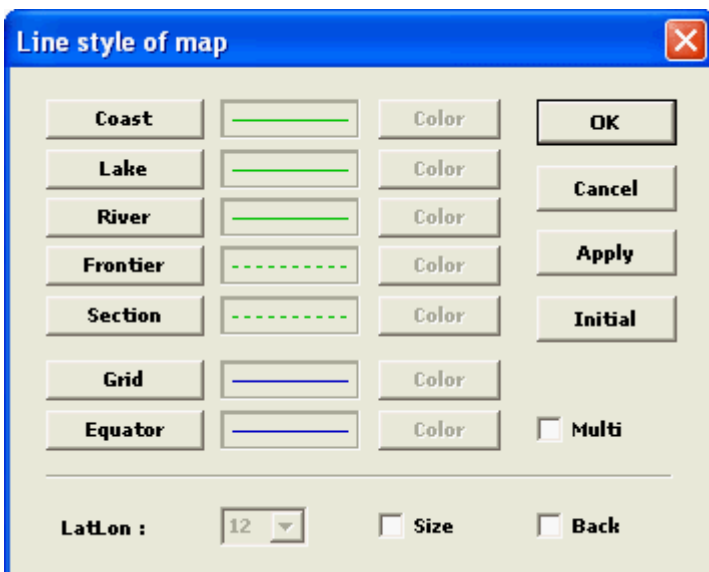 Line style of map
Coast Color OK
Lake Color Cancel
River Color
Frontier Color Apply
Section Color Initial
Grid Color
Equator Color Multi
LatLon : 12 Size Back